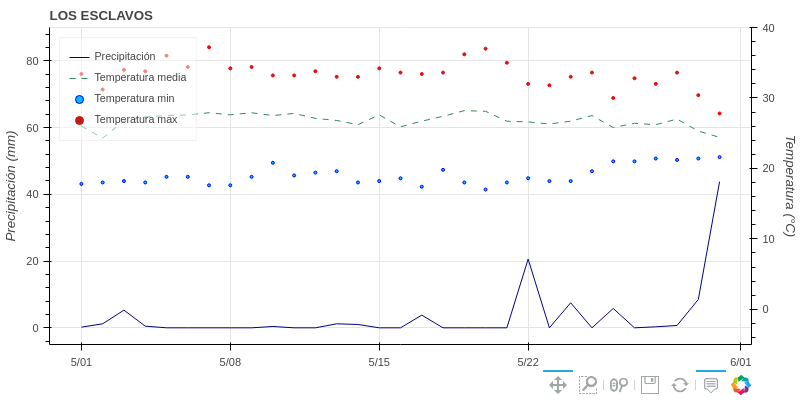 LOS ESCLAVOS
Precipitación
Temperatura media
Temperatura min
Temperatura max
Precipitación (mm)
80
60
40
20
0
Temperatura (°C)
40
30
20
10
0
5/01
5/08
5/15
5/22
6/01